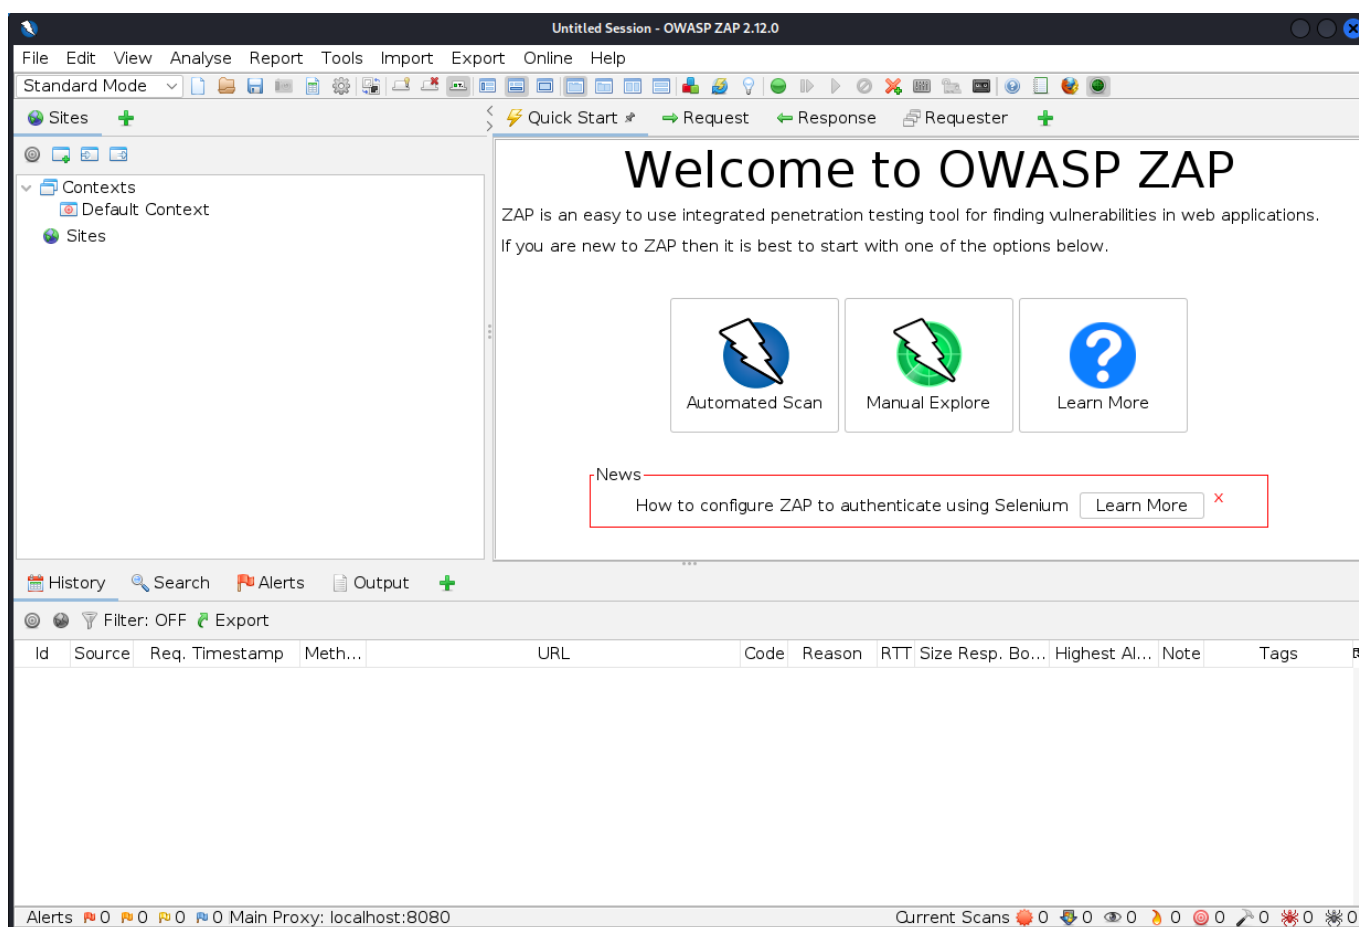 Untitled Session - OWASP ZAP 2.12.0
File Edit View Analyse Report Tools Import Export Online Help
Standard Mode
Sites
Quick Start Request Response Requester
Welcome to OWASP ZAP
Contexts
ZAP is an easy to use integrated penetration testing tool for finding vulnerabilities in web applications.
Default Context
Sites
If you are new to ZAP then it is best to start with one of the options below.
Automated Scan Manual Explore Learn More
News
How to configure ZAP to authenticate using Selenium Learn More X
History Search Alerts Output
Filter: OFF Export
Id Source Req. Timestamp Meth... URL Code Reason RTT Size Resp. Bo... Highest Al... Note Tags
Alerts 0 0 0 0 Main Proxy: localhost:8080 Current Scans 0 0 0 0 0 0 0 0